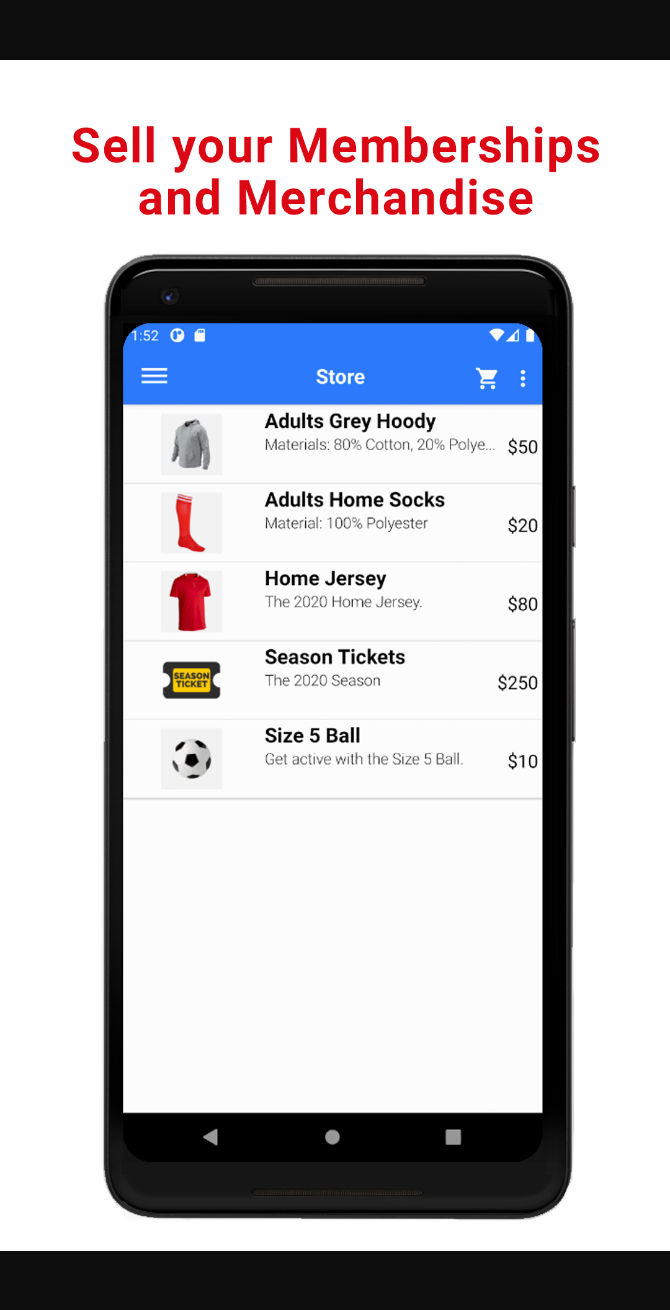 Sell your Memberships
and Merchandise
1:52
Store
Adults Grey Hoody
Materials: 80% Cotton, 20% Polye...
$50
Adults Home Socks
Material: 100% Polyester
$20
Home Jersey
The 2020 Home Jersey.
$80
SEASON
TICKET
Season Tickets
The 2020 Season
$250
Size 5 Ball
Get active with the Size 5 Ball.
$10